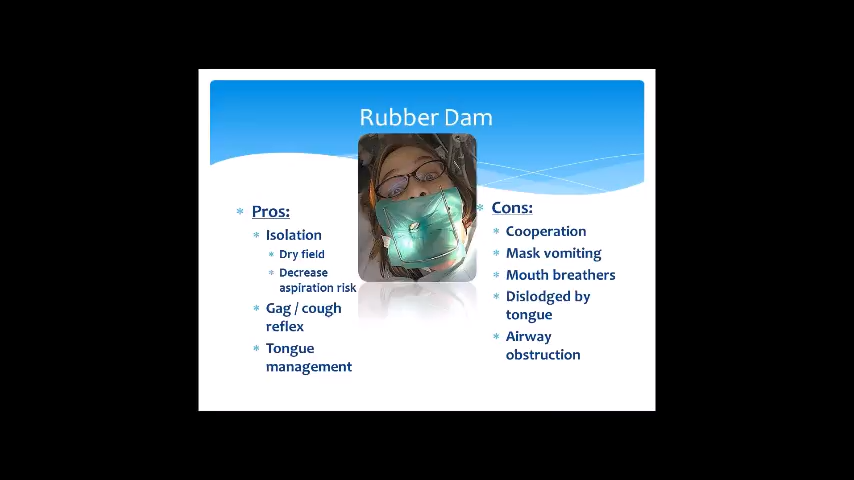 Rubber Dam
Pros:
Isolation
Dry field
Decrease
aspiration risk
Gag / cough
reflex
Tongue
management
Cons:
Cooperation
Mask vomiting
Mouth breathers
Dislodged by
tongue
Airway
obstruction